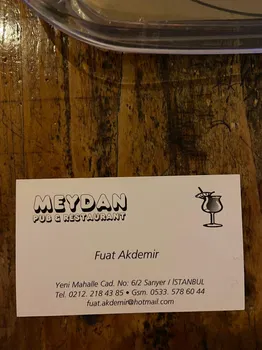 MEYDAN
PUB & RESTAURANT
Fuat Akdemir
Yeni Mahalle Cad. No: 6/2 Sarıyer / İSTANBUL
Tel. 0212. 218 43 85 • Gsm. 0533. 578 60 44
fuat.akdemir@hotmail.com